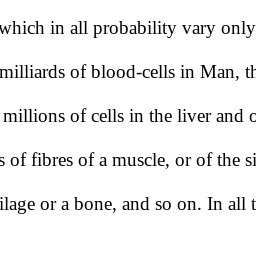 which in all probability vary only
milliards of blood-cells in Man, th
millions of cells in the liver and o
s of fibres of a muscle, or of the si
ilage or a bone, and so on. In all t